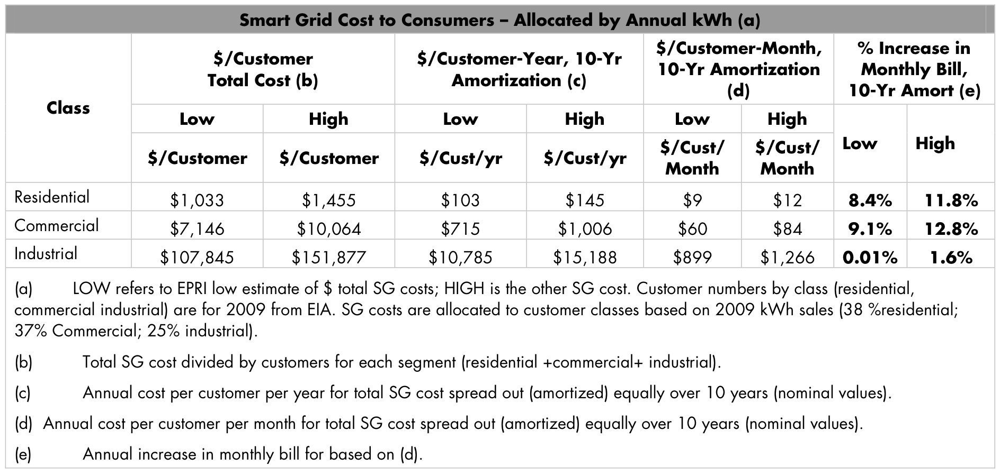 Smart Grid Cost to Consumers – Allocated by Annual kWh (a)
Class
$/Customer
Total Cost (b)
$/Customer-Year, 10-Yr
Amortization (c)
$/Customer-Month,
10-Yr Amortization
(d)
% Increase in
Monthly Bill,
10-Yr Amort (e)
Low High Low High Low High Low High
$/Customer $/Customer $/Cust/yr $/Cust/yr $/Cust/
Month $/Cust/
Month
Residential $1,033 $1,455 $103 $145 $9 $12 8.4% 11.8%
Commercial $7,146 $10,064 $715 $1,006 $60 $84 9.1% 12.8%
Industrial $107,845 $151,877 $10,785 $15,188 $899 $1,266 0.01% 1.6%
(a) LOW refers to EPRI low estimate of $ total SG costs; HIGH is the other SG cost. Customer numbers by class (residential,
commercial industrial) are for 2009 from EIA. SG costs are allocated to customer classes based on 2009 kWh sales (38 %residential;
37% Commercial; 25% industrial).
(b) Total SG cost divided by customers for each segment (residential +commercial+ industrial).
(c) Annual cost per customer per year for total SG cost spread out (amortized) equally over 10 years (nominal values).
(d) Annual cost per customer per month for total SG cost spread out (amortized) equally over 10 years (nominal values).
(e) Annual increase in monthly bill for based on (d).